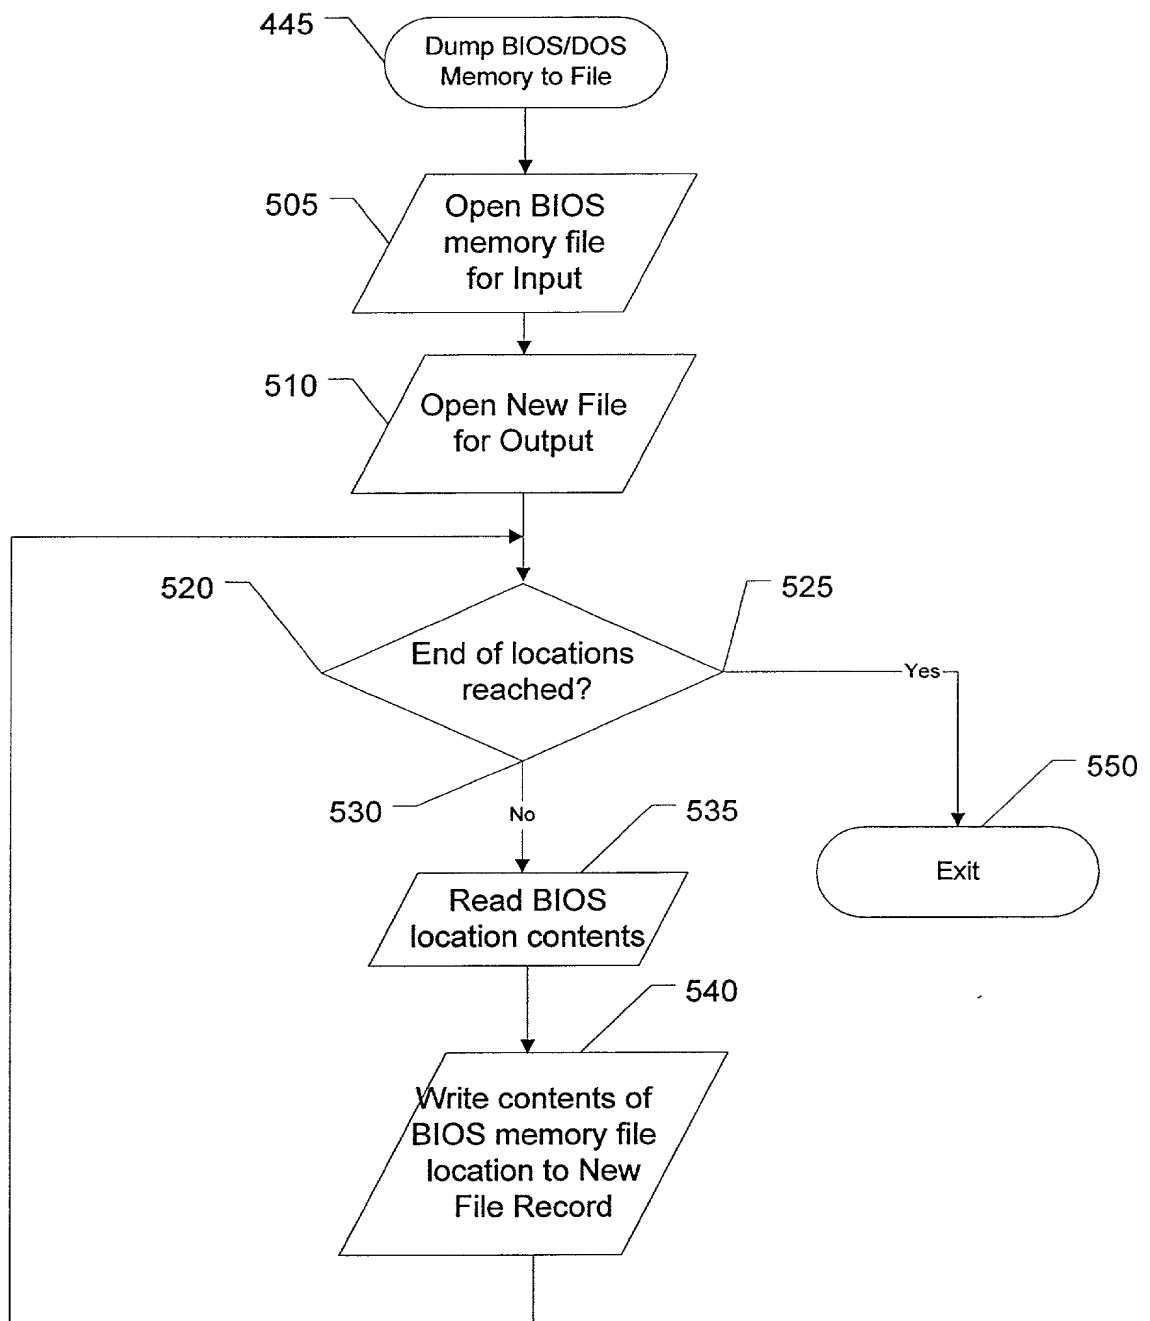 445
Dump BIOS/DOS
Memory to File
505
Open BIOS
memory file
for Input
510
Open New File
for Output
520
525
End of locations
reached?
Yes
530
No
535
550
Exit
Read BIOS
location contents
540
Write contents of
BIOS memory file
location to New
File Record